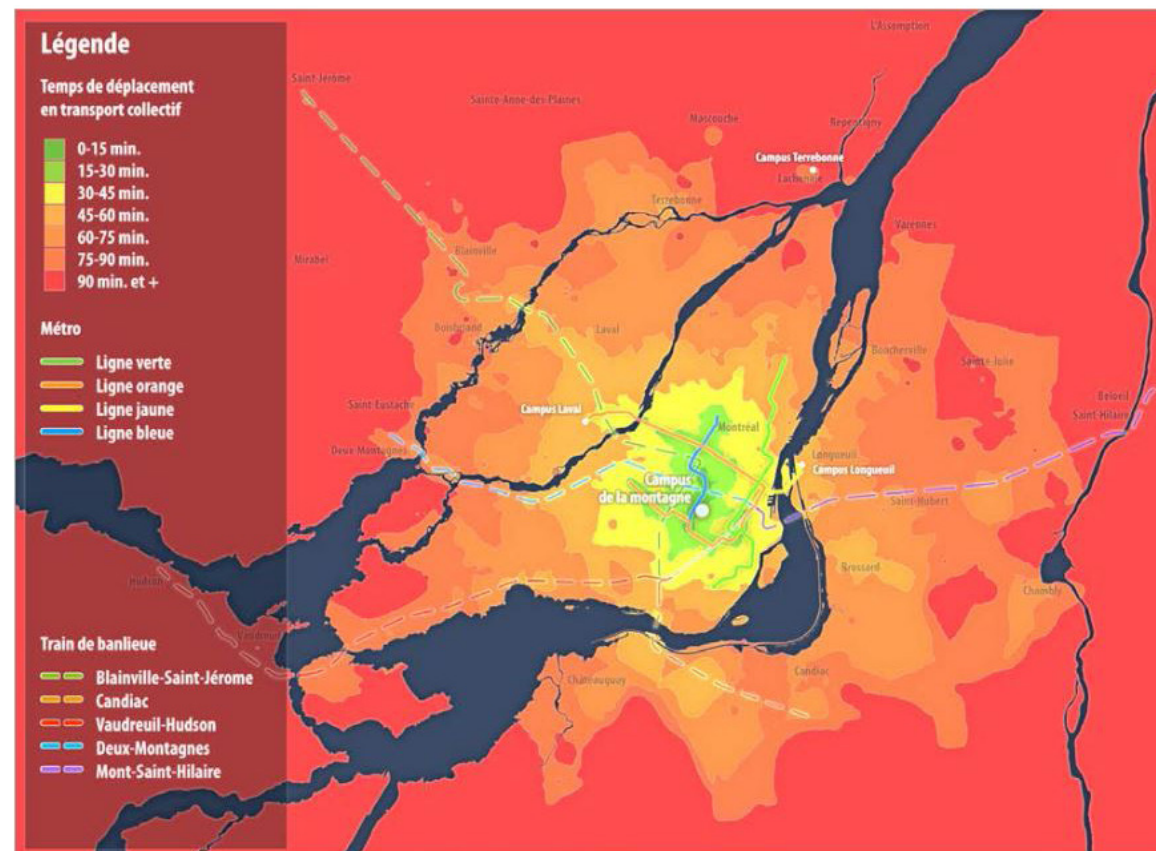 Légende
Temps de déplacement
en transport collectif
0-15 min.
15-30 min.
30-45 min.
45-60 min.
60-75 min.
75-90 min.
90 min. et +
Métro
Ligne verte
Ligne orange
Ligne jaune
Ligne bleue
Train de banlieue
Blainville-Saint-Jérome
Candiac
Vaudreuil-Hudson
Deux-Montagnes
Mont-Saint-Hilaire
L'Assomption
Saint-Jérome
Sainte-Anne-des-Plaines
Mascouche
Repentigny
Campus Terrebonne
Lachenaie
Terrebonne
Varennes
Blainville
Mirabel
Boisbriand
Laval
Boucherville
Sainte-Julie
Saint-Eustache
Campus Laval
Montréal
Beloeil
Saint-Hilaire
Deux Montagnes
Longueuil
Campus Longueuil
Campus
de la montagne
Saint-Hubert
Hudson
Brossard
Chambly
Vaudreuil
Châteauguay
Candiac